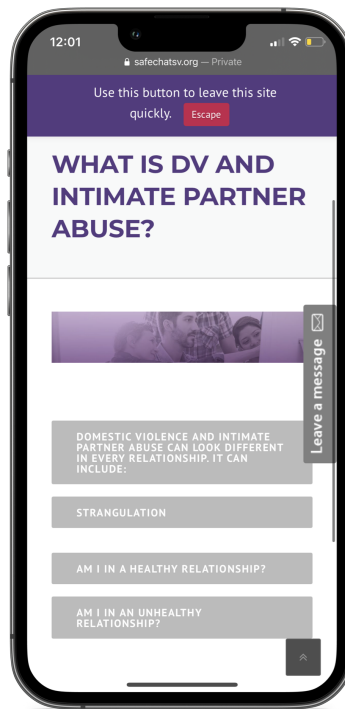 12:01
safechatsv.org — Private
Use this button to leave this site
quickly. Escape
WHAT IS DV AND
INTIMATE PARTNER
ABUSE?
Leave a message
DOMESTIC VIOLENCE AND INTIMATE
PARTNER ABUSE CAN LOOK DIFFERENT
IN EVERY RELATIONSHIP. IT CAN
INCLUDE:
STRANGULATION
AM I IN A HEALTHY RELATIONSHIP?
AM I IN AN UNHEALTHY
RELATIONSHIP?